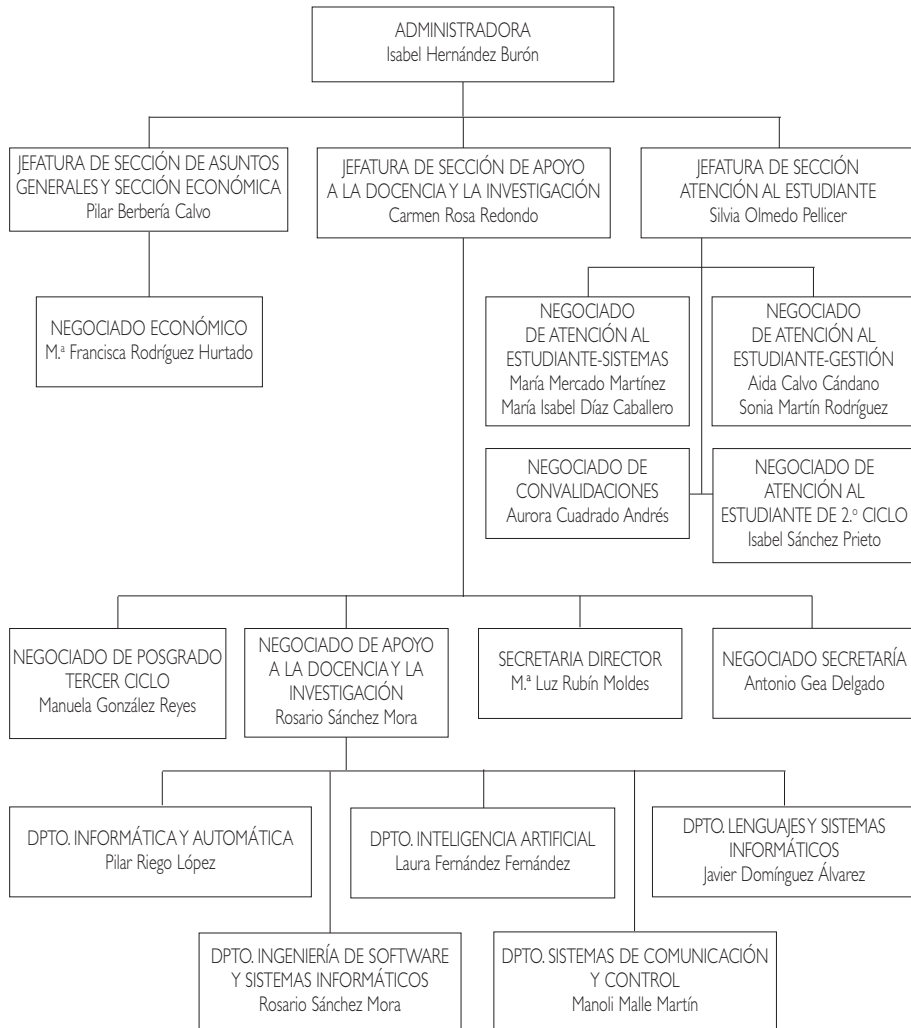 ADMINISTRADORA
Isabel Hernández Burón
JEFATURA DE SECCIÓN DE ASUNTOS
GENERALES Y SECCIÓN ECONÓMICA
Pilar Berbería Calvo
JEFATURA DE SECCIÓN DE APOYO
A LA DOCENCIA Y LA INVESTIGACIÓN
Carmen Rosa Redondo
JEFATURA DE SECCIÓN
ATENCIÓN AL ESTUDIANTE
Silvia Olmedo Pellicer
NEGOCIADO ECONÓMICO
M.ª Francisca Rodríguez Hurtado
NEGOCIADO
DE ATENCIÓN AL
ESTUDIANTE-SISTEMAS
María Mercado Martínez
María Isabel Díaz Caballero
NEGOCIADO
DE ATENCIÓN AL
ESTUDIANTE-GESTIÓN
Aida Calvo Cándano
Sonia Martín Rodríguez
NEGOCIADO DE
CONVALIDACIONES
Aurora Cuadrado Andrés
NEGOCIADO DE
ATENCIÓN AL
ESTUDIANTE DE 2.º CICLO
Isabel Sánchez Prieto
NEGOCIADO DE POSGRADO
TERCER CICLO
Manuela González Reyes
NEGOCIADO DE APOYO
A LA DOCENCIA Y LA
INVESTIGACIÓN
Rosario Sánchez Mora
SECRETARIA DIRECTOR
M.ª Luz Rubín Moldes
NEGOCIADO SECRETARÍA
Antonio Gea Delgado
DPTO. INFORMÁTICA Y AUTOMÁTICA
Pilar Riego López
DPTO. INTELIGENCIA ARTIFICIAL
Laura Fernández Fernández
DPTO. LENGUAJES Y SISTEMAS
INFORMÁTICOS
Javier Domínguez Álvarez
DPTO. INGENIERÍA DE SOFTWARE
Y SISTEMAS INFORMÁTICOS
Rosario Sánchez Mora
DPTO. SISTEMAS DE COMUNICACIÓN
Y CONTROL
Manoli Malle Martín